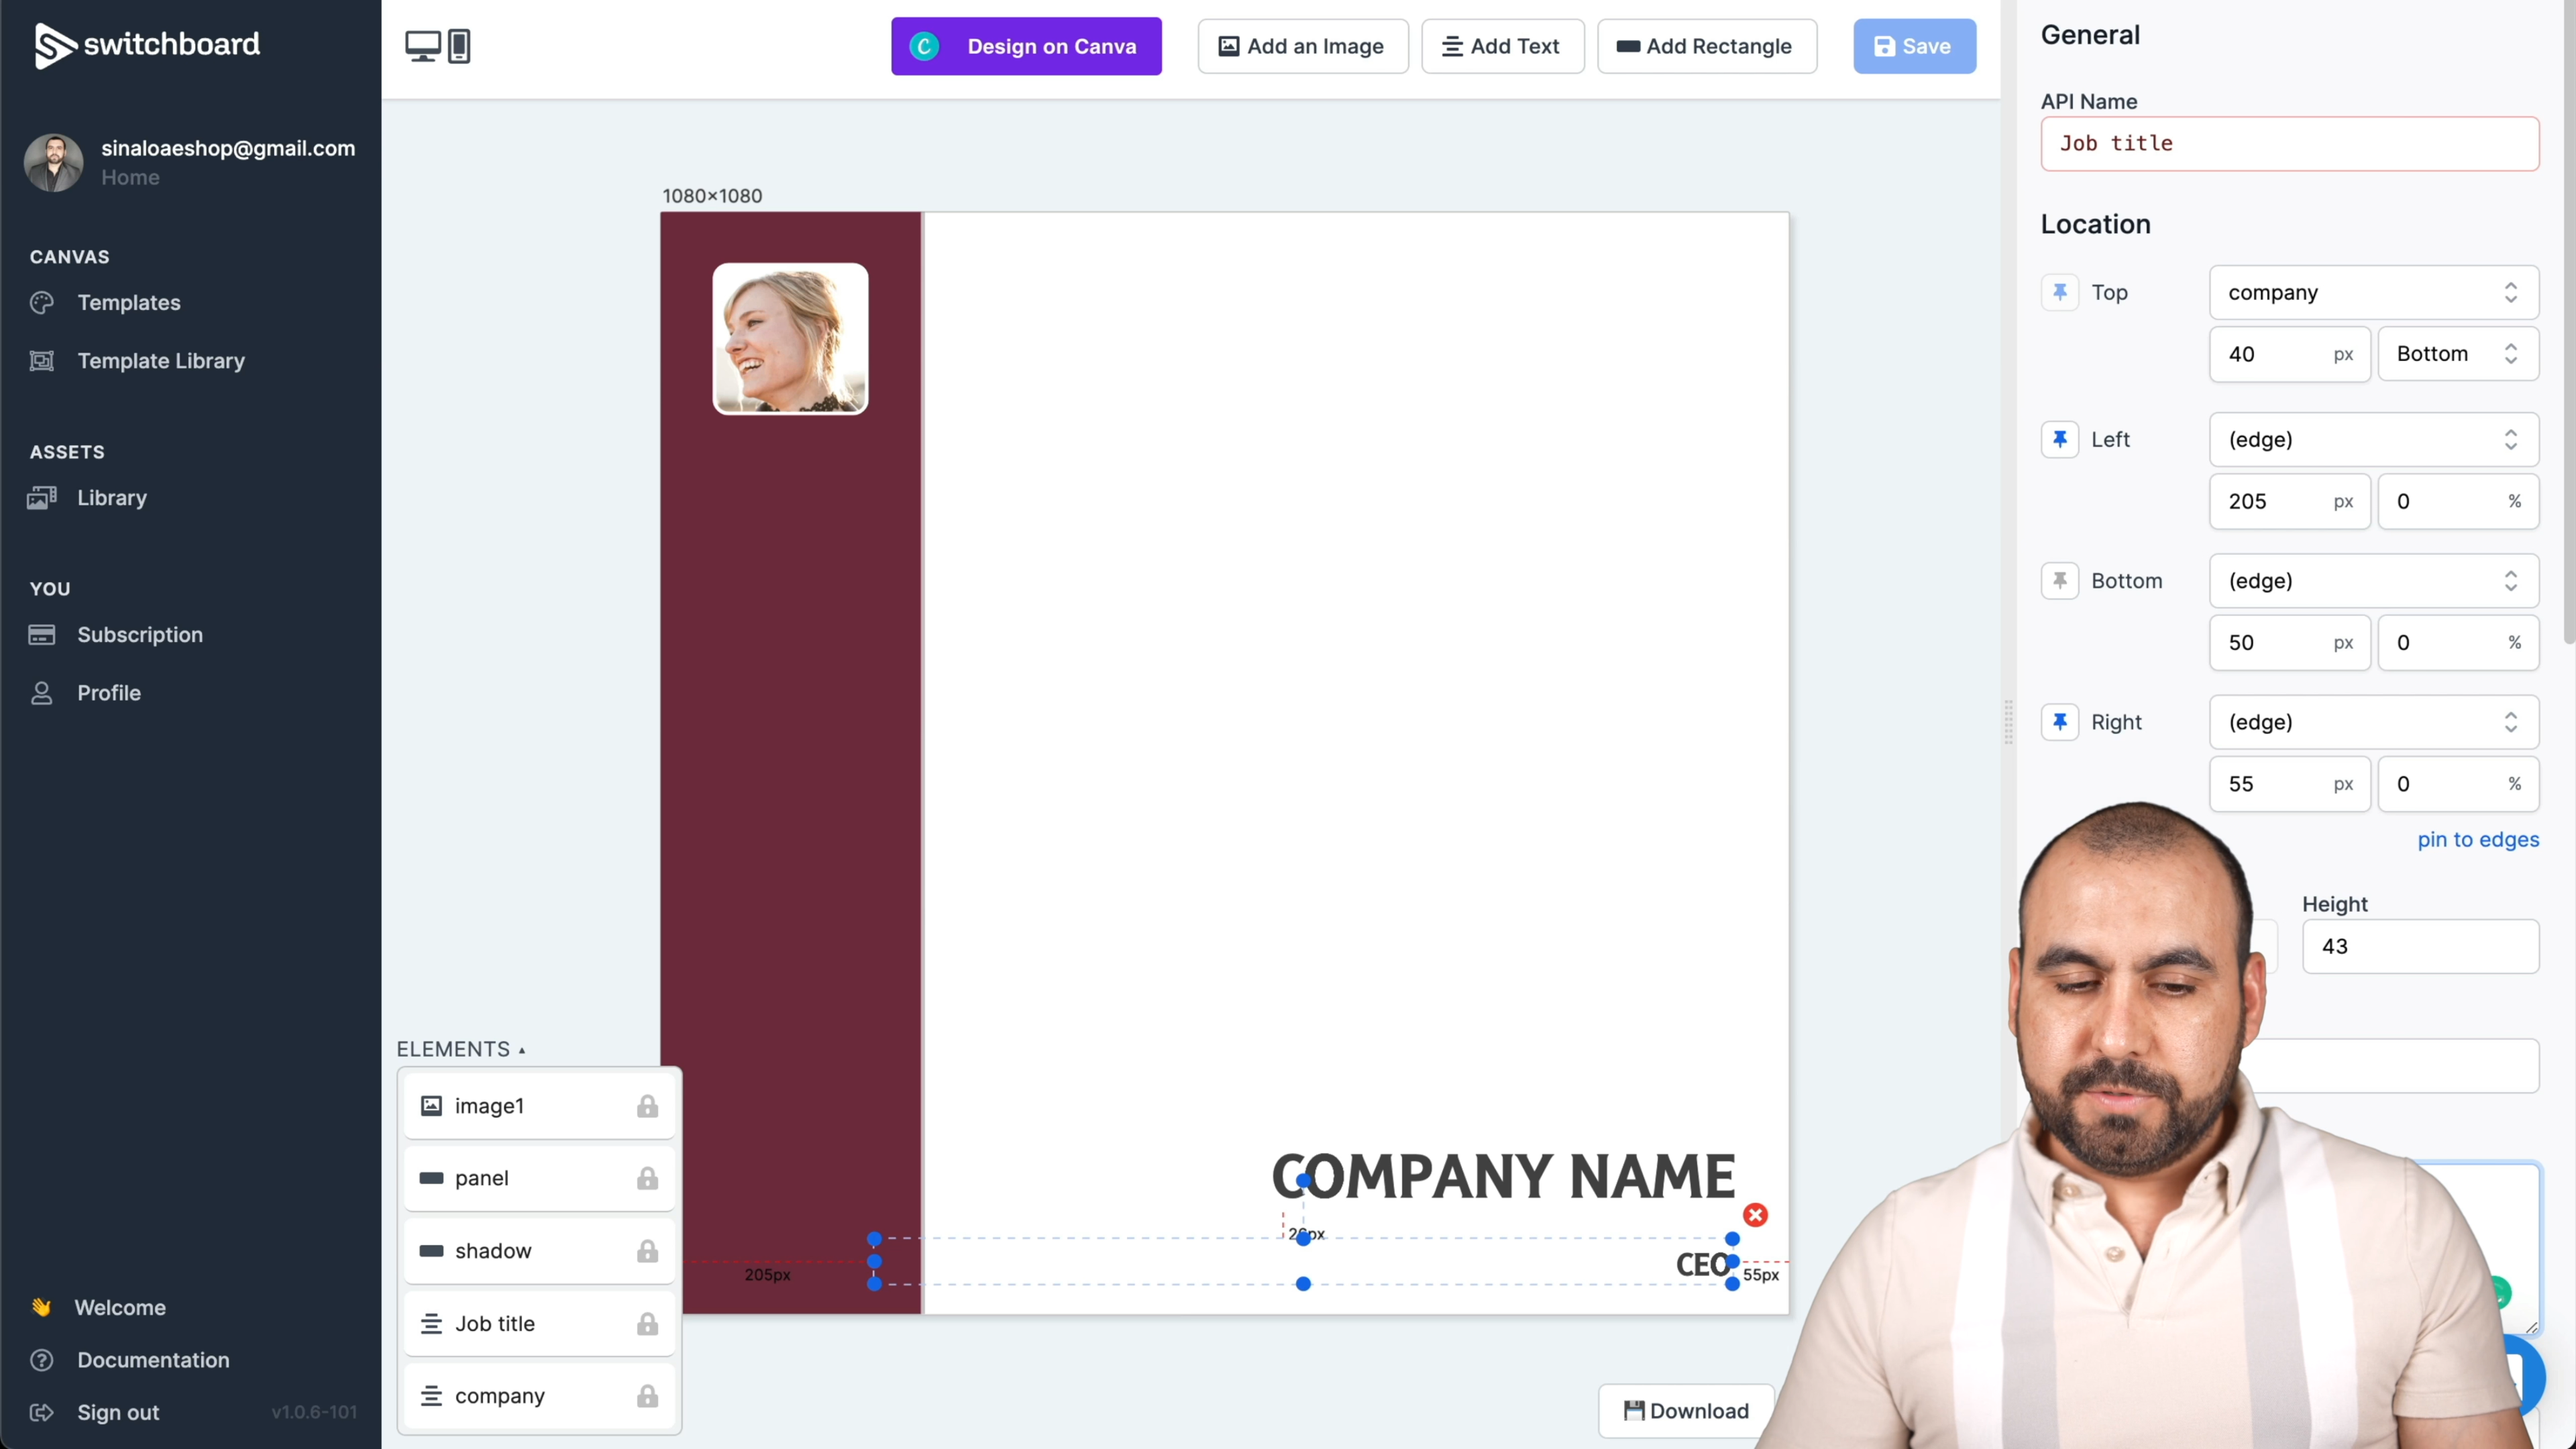 switchboard
sinaloaeshop@gmail.com
Home
CANVAS
Templates
Template Library
ASSETS
Library
YOU
Subscription
Profile
Welcome
Documentation
Sign out
v1.0.6-101
C Design on Canva
Add an Image
Add Text
Add Rectangle
Save
1080×1080
COMPANY NAME
CEO
205px
55px
ELEMENTS
image1
panel
shadow
Job title
company
Download
General
API Name
Job title
Location
Top
company
40 px
Bottom
Left
(edge)
205 px
0 %
Bottom
(edge)
50 px
0 %
Right
(edge)
55 px
0 %
pin to edges
Height
43